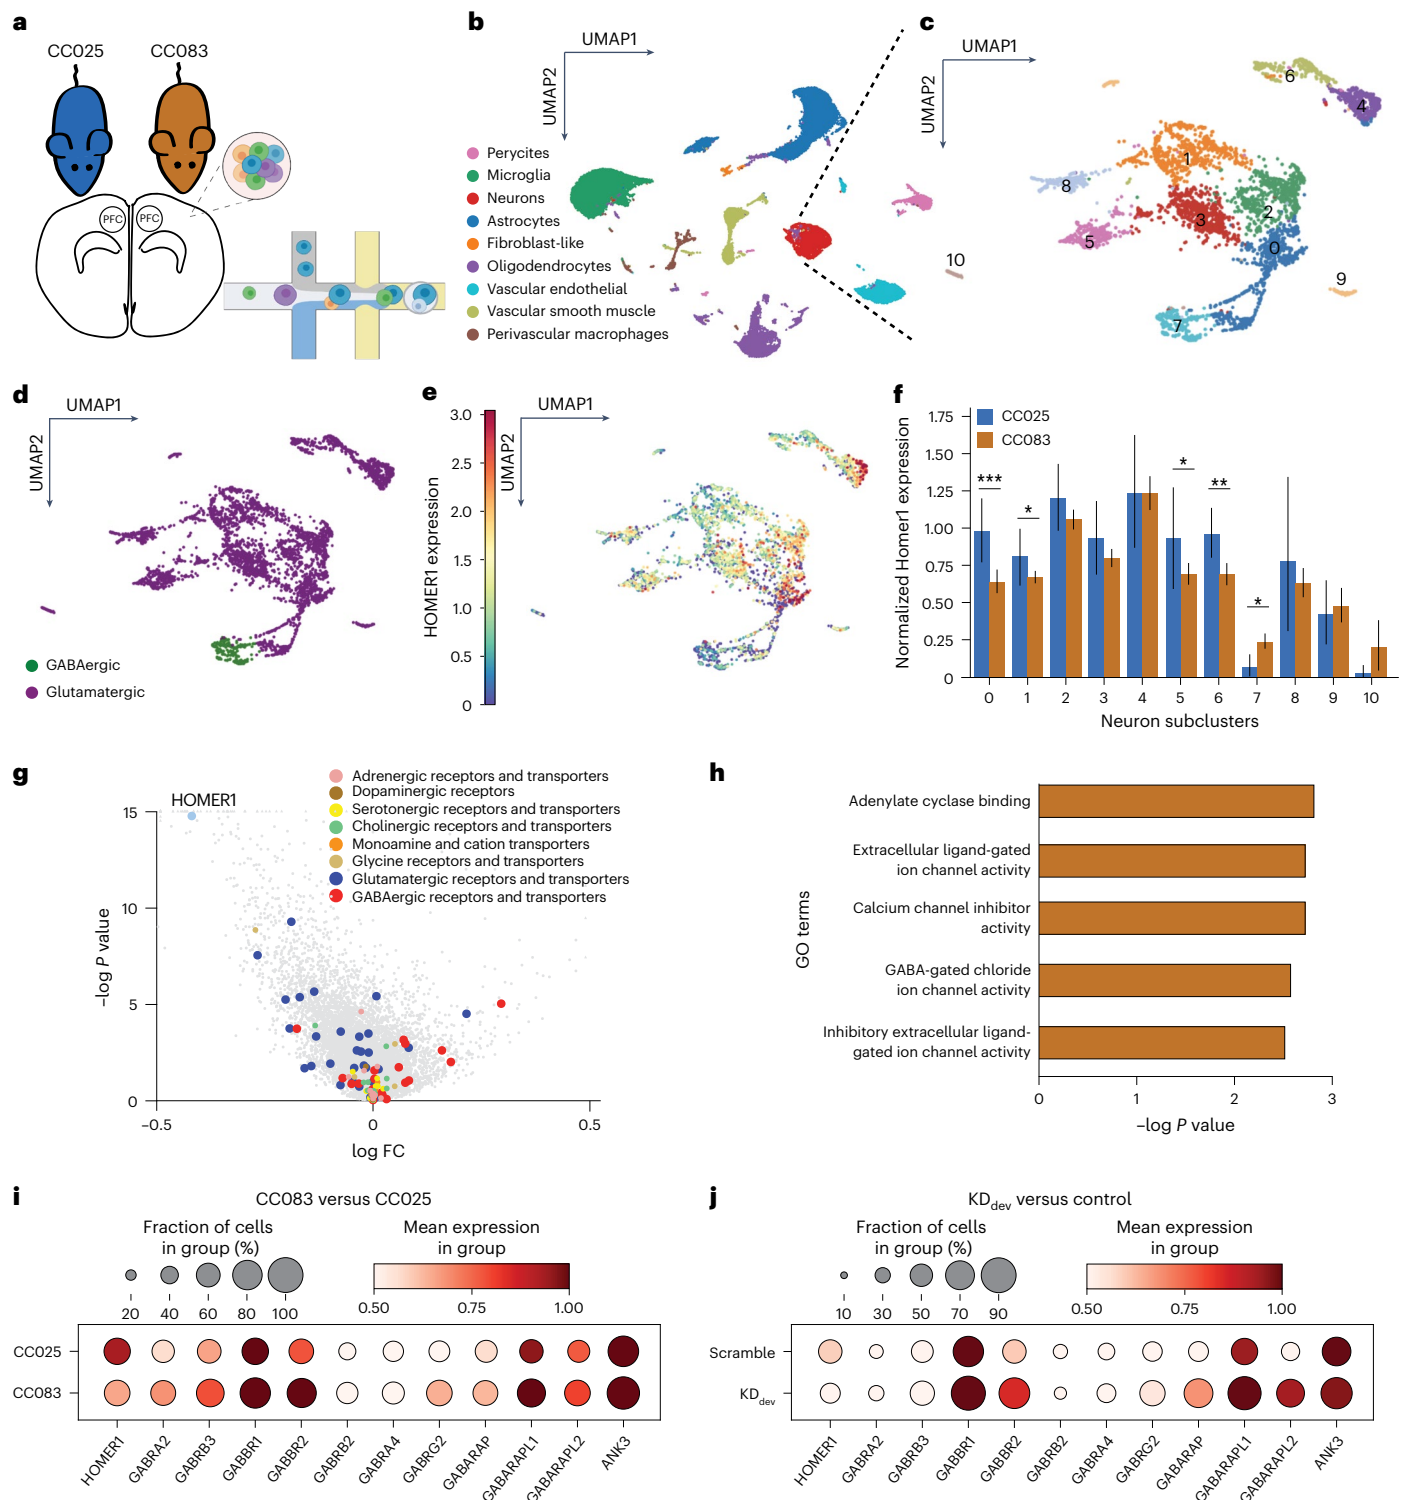 a
CC025
CC083
PFC
PFC
b
UMAP1
UMAP2
Perycites
Microglia
Neurons
Astrocytes
Fibroblast-like
Oligodendrocytes
Vascular endothelial
Vascular smooth muscle
Perivascular macrophages
c
UMAP1
UMAP2
6
4
1
8
2
3
5
0
10
9
7
d
UMAP1
UMAP2
GABAergic
Glutamatergic
e
UMAP1
UMAP2
HOMER1 expression
3.0
2.5
2.0
1.5
1.0
0.5
0
f
CC025
CC083
Normalized Homer1 expression
1.75
1.50
1.25
1.00
0.75
0.50
0.25
0
***
*
*
**
*
0 1 2 3 4 5 6 7 8 9 10
Neuron subclusters
g
HOMER1
Adrenergic receptors and transporters
Dopaminergic receptors
Serotonergic receptors and transporters
Cholinergic receptors and transporters
Monoamine and cation transporters
Glycine receptors and transporters
Glutamatergic receptors and transporters
GABAergic receptors and transporters
–log P value
15
10
5
0
–0.5 0 0.5
log FC
h
GO terms
Adenylate cyclase binding
Extracellular ligand-gated
ion channel activity
Calcium channel inhibitor
activity
GABA-gated chloride
ion channel activity
Inhibitory extracellular ligand-
gated ion channel activity
0 1 2 3
–log P value
i
CC083 versus CC025
Fraction of cells
in group (%)
20 40 60 80 100
Mean expression
in group
0.50 0.75 1.00
CC025
CC083
HOMER1 GABRA2 GABRB3 GABBR1 GABBR2 GABRB2 GABRA4 GABRG2 GABARAP GABARAPL1 GABARAPL2 ANK3
j
KDdev versus control
Fraction of cells
in group (%)
10 30 50 70 90
Mean expression
in group
0.50 0.75 1.00
Scramble
KDdev
HOMER1 GABRA2 GABRB3 GABBR1 GABBR2 GABRB2 GABRA4 GABRG2 GABARAP GABARAPL1 GABARAPL2 ANK3